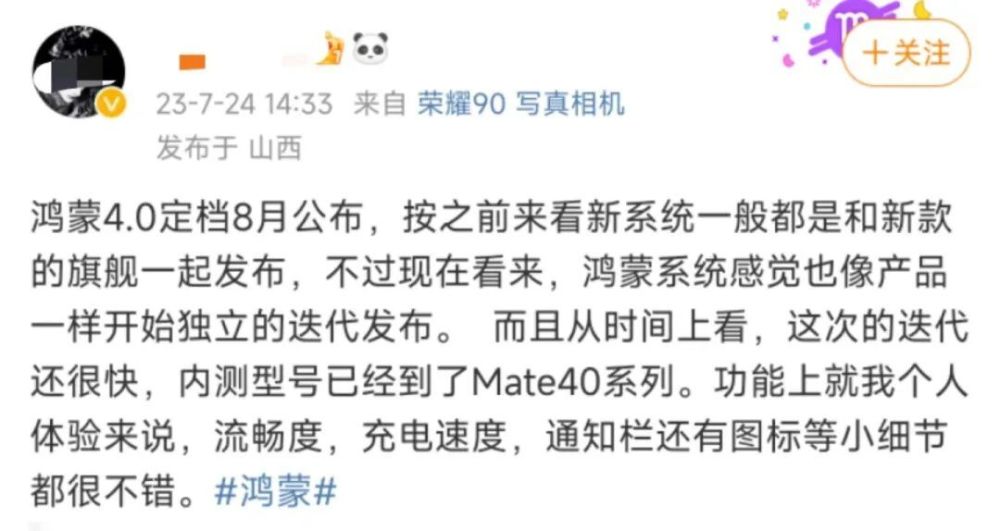 +关注
23-7-24 14:33 来自 荣耀90 写真相机
发布于 山西
鸿蒙4.0定档8月公布，按之前来看新系统一般都是和新款
的旗舰一起发布，不过现在看来，鸿蒙系统感觉也像产品
一样开始独立的迭代发布。 而且从时间上看，这次的迭代
还很快，内测型号已经到了Mate40系列。功能上就我个人
体验来说，流畅度，充电速度，通知栏还有图标等小细节
都很不错。#鸿蒙#